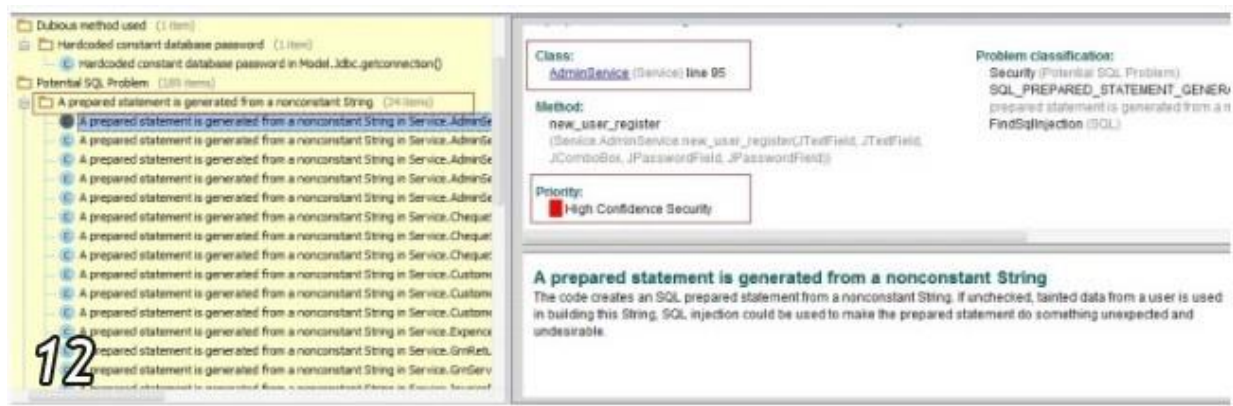 Dubious method used (1 item)
Hardcoded constant database password (1 item)
Hardcoded constant database password in Model.Jdbc.getconnection()
Potential SQL Problem (189 items)
A prepared statement is generated from a nonconstant String (24 items)
A prepared statement is generated from a nonconstant String in Service.AdminSe
A prepared statement is generated from a nonconstant String in Service.AdminSe
A prepared statement is generated from a nonconstant String in Service.AdminSe
A prepared statement is generated from a nonconstant String in Service.AdminSe
A prepared statement is generated from a nonconstant String in Service.AdminSe
A prepared statement is generated from a nonconstant String in Service.Cheque
A prepared statement is generated from a nonconstant String in Service.Cheque
A prepared statement is generated from a nonconstant String in Service.Cheque
A prepared statement is generated from a nonconstant String in Service.Custome
A prepared statement is generated from a nonconstant String in Service.Custome
A prepared statement is generated from a nonconstant String in Service.Custome
A prepared statement is generated from a nonconstant String in Service.Expence
prepared statement is generated from a nonconstant String in Service.GrnRetu
prepared statement is generated from a nonconstant String in Service.GrnServ
12
Class:
AdminService (Service) line 95
Method:
new_user_register
(Service.AdminService.new_user_register(JTextField, JTextField,
JComboBox, JPasswordField, JPasswordField))
Priority:
High Confidence Security
Problem classification:
Security (Potential SQL Problem)
SQL_PREPARED_STATEMENT_GENERA
prepared statement is generated from a n
FindSqlInjection (SQL)
A prepared statement is generated from a nonconstant String
The code creates an SQL prepared statement from a nonconstant String. If unchecked, tainted data from a user is used
in building this String, SQL injection could be used to make the prepared statement do something unexpected and
undesirable.